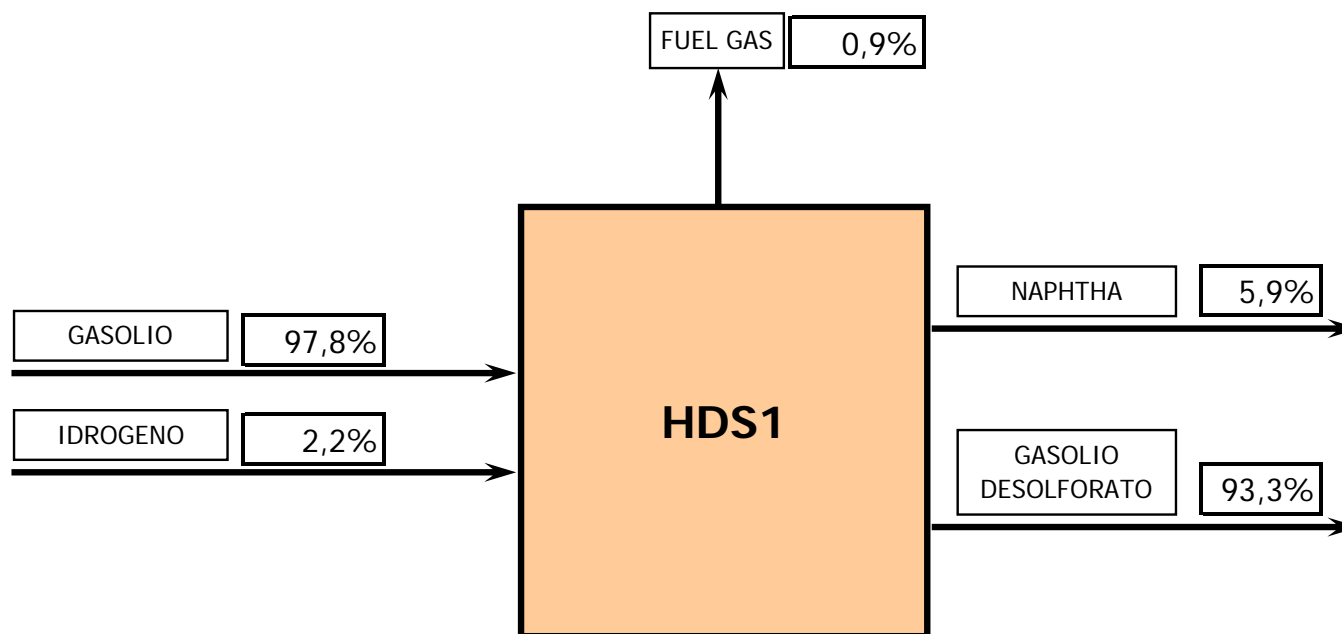 FUEL GAS 0,9%
NAPHTHA 5,9%
GASOLIO 97,8%
IDROGENO 2,2%
HDS1
GASOLIO
DESOLFORATO 93,3%